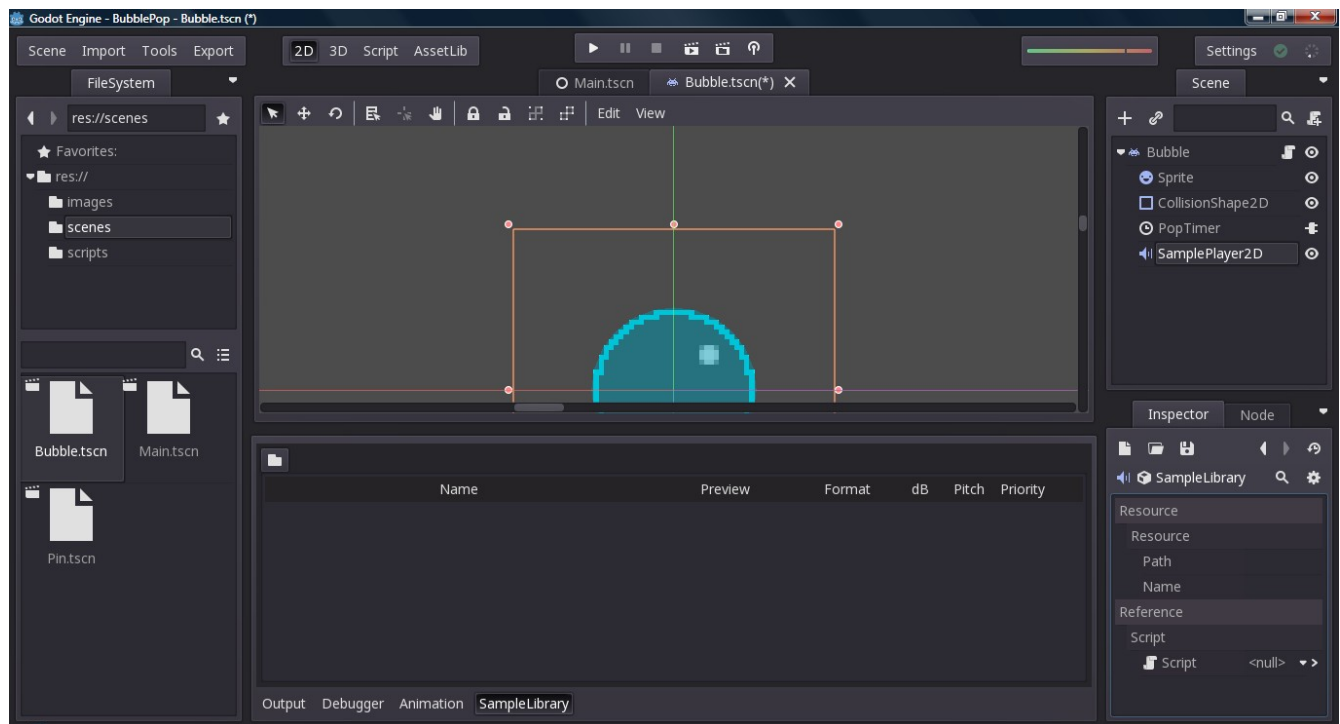 Godot Engine - BubblePop - Bubble.tscn (*)
Scene Import Tools Export 2D 3D Script AssetLib Settings
FileSystem Main.tscn Bubble.tscn(*) Scene
res://scenes Edit View
Favorites:
res://
images
scenes
scripts
Bubble
Sprite
CollisionShape2D
PopTimer
SamplePlayer2D
Bubble.tscn Main.tscn
Pin.tscn
Name Preview Format dB Pitch Priority
Output Debugger Animation SampleLibrary
Inspector Node
SampleLibrary
Resource
Resource
Path
Name
Reference
Script
Script <null>